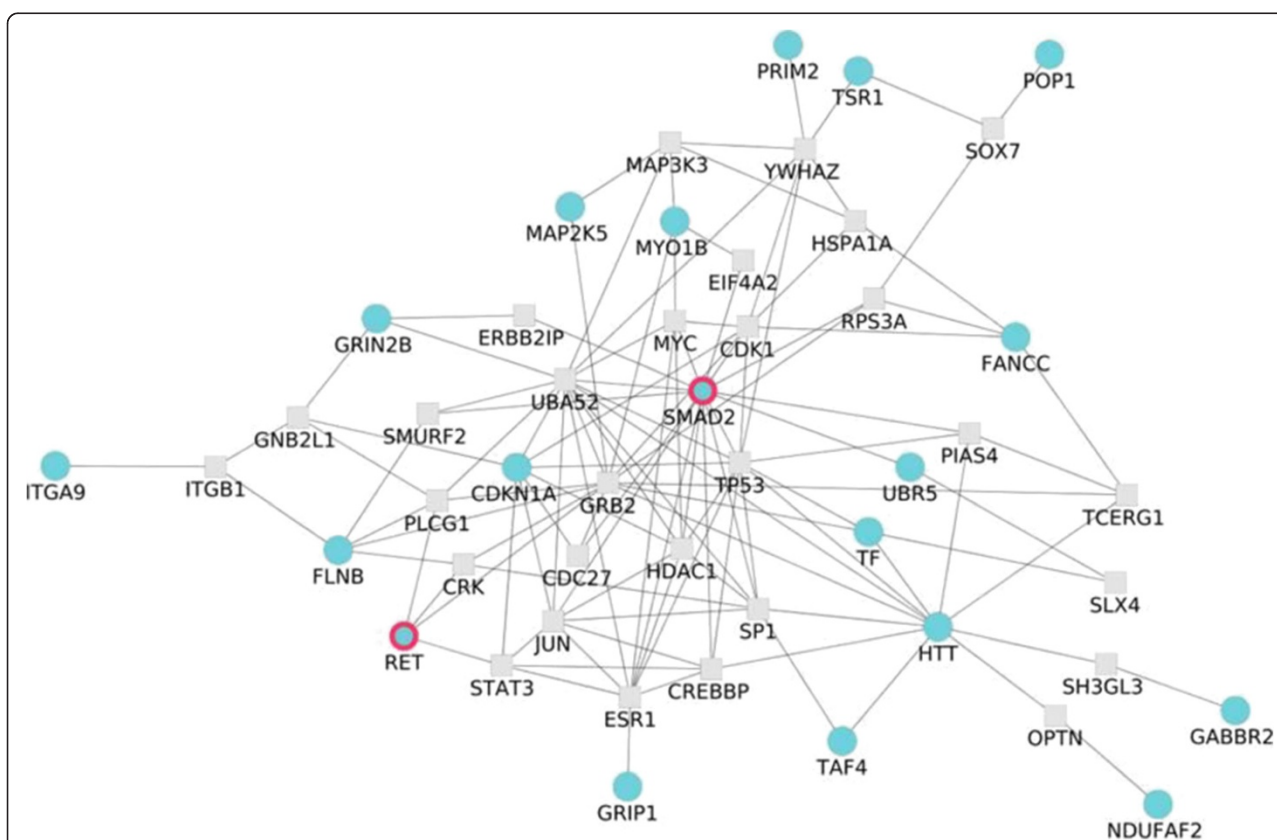 PRIM2
TSR1
POP1
SOX7
MAP3K3
YWHAZ
MAP2K5
MYO1B
HSPA1A
EIF4A2
RPS3A
GRIN2B
ERBB2IP
MYC
CDK1
FANCC
UBA52
SMAD2
GNB2L1
SMURF2
PIAS4
ITGA9
ITGB1
CDKN1A
GRB2
TP53
UBR5
TCERG1
PLCG1
TF
FLNB
CRK
CDC27
HDAC1
SLX4
RET
JUN
SP1
HTT
STAT3
CREBBP
SH3GL3
ESR1
OPTN
GABBR2
TAF4
GRIP1
NDUFAF2